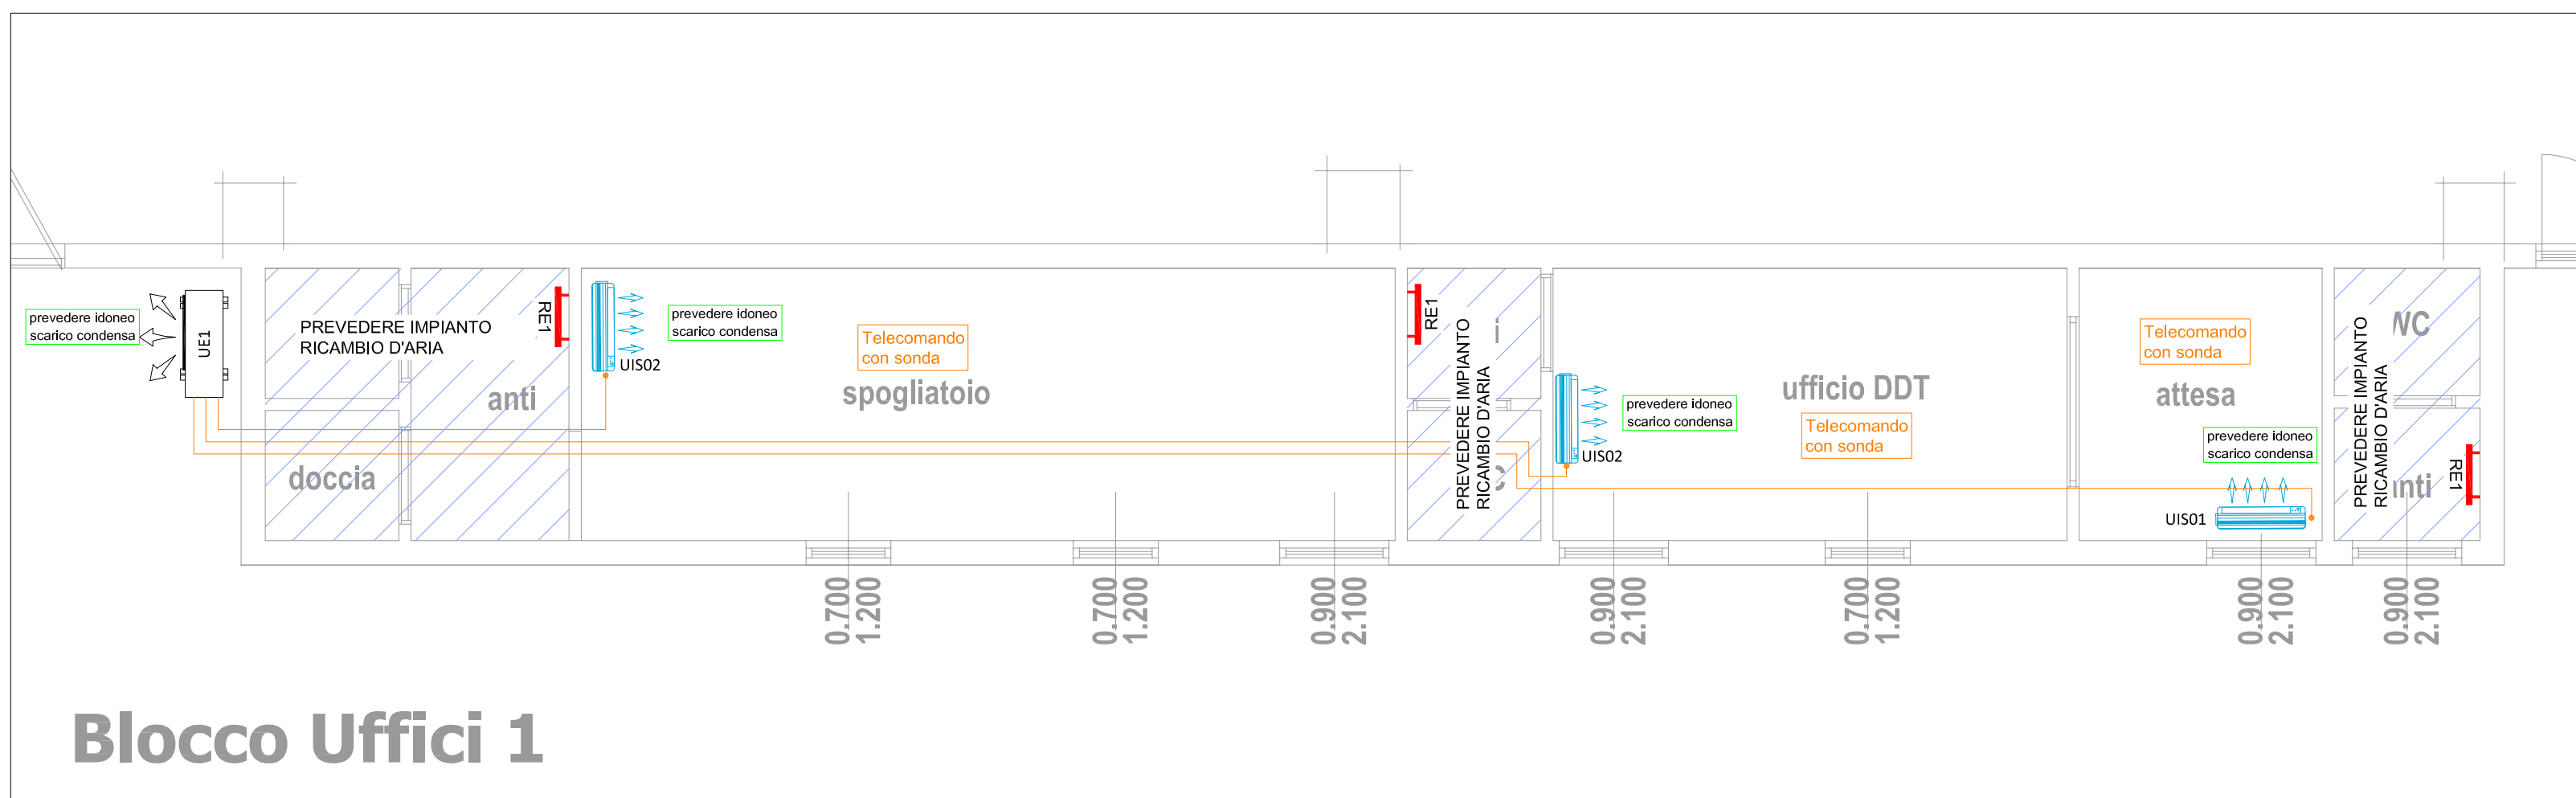 prevedere idoneo
scarico condensa
UE1
PREVEDERE IMPIANTO
RICAMBIO D'ARIA
anti
doccia
RE1
UIS02
prevedere idoneo
scarico condensa
Telecomando
con sonda
spogliatoio
RE1
PREVEDERE IMPIANTO
RICAMBIO D'ARIA
UIS02
prevedere idoneo
scarico condensa
ufficio DDT
Telecomando
con sonda
Telecomando
con sonda
attesa
prevedere idoneo
scarico condensa
UIS01
PREVEDERE IMPIANTO
RICAMBIO D'ARIA
WC
anti
RE1
0.700
1.200
0.700
1.200
0.900
2.100
0.900
2.100
0.700
1.200
0.900
2.100
0.900
2.100
Blocco Uffici 1